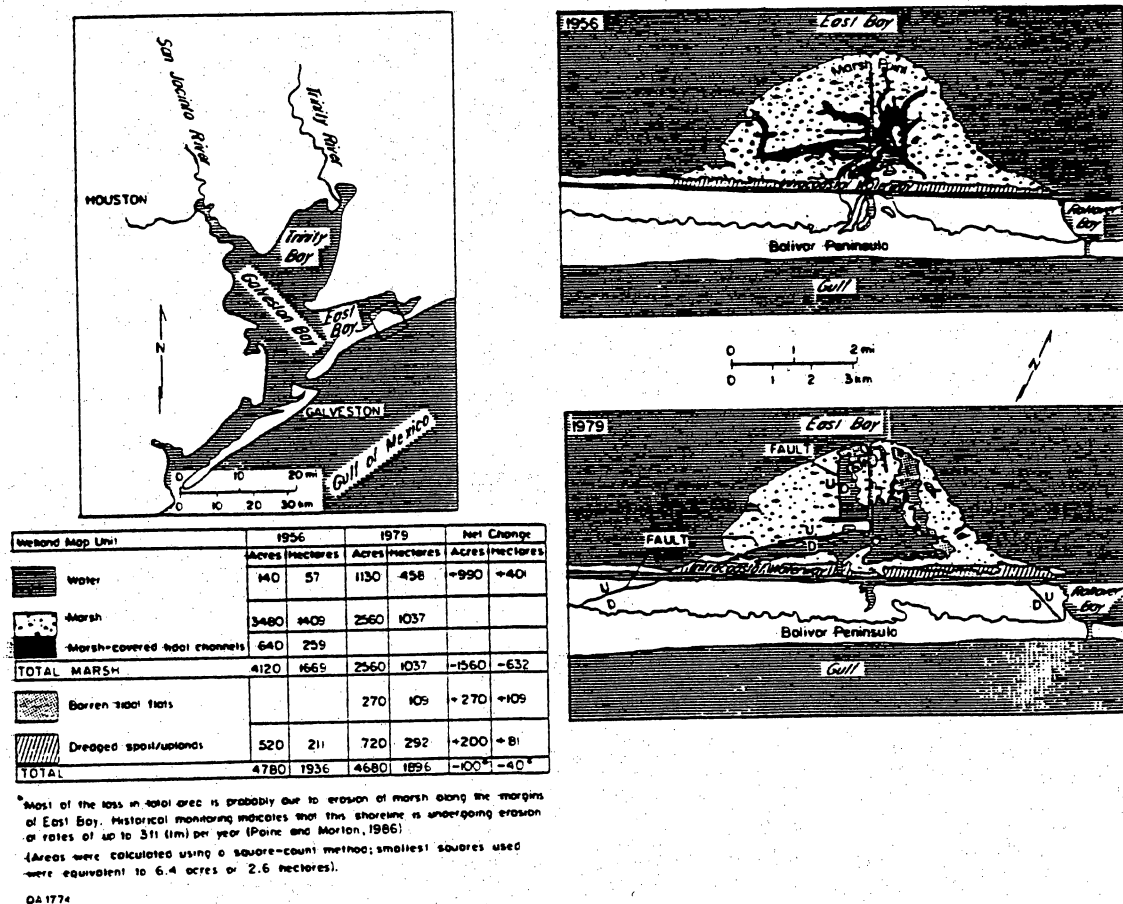 San Jacinto River
Trinity River
HOUSTON
Trinity Bay
Galveston Bay
East Bay
N
GALVESTON
Gulf of Mexico
0 10 20 mi
0 10 20 30 km
1956
East Bay
Marsh Point
Intracoastal Waterway
Rollover Bay
Bolivar Peninsula
Gulf
0 1 2 mi
0 1 2 3 km
N
1979
East Bay
FAULT
U
D
U
D
FAULT
Intracoastal Waterway
U
D
D U
Rollover Bay
Bolivar Peninsula
Gulf
Wetland Map Unit 1956 1979 Net Change
Acres Hectares Acres Hectares Acres Hectares
Water 140 57 1130 458 +990 +401
Marsh 3480 1409 2560 1037
Marsh-covered tidal channels 640 259
TOTAL MARSH 4120 1669 2560 1037 -1560 -632
Barren tidal flats 270 109 +270 +109
Dredged spoil/uplands 520 211 720 292 +200 +81
TOTAL 4780 1936 4680 1896 -100* -40*
*Most of the loss in total area is probably due to erosion of marsh along the margins
of East Bay. Historical monitoring indicates that this shoreline is undergoing erosion
at rates of up to 3ft (1m) per year (Paine and Morton, 1986)
(Areas were calculated using a square-count method; smallest squares used
were equivalent to 6.4 acres or 2.6 hectares).